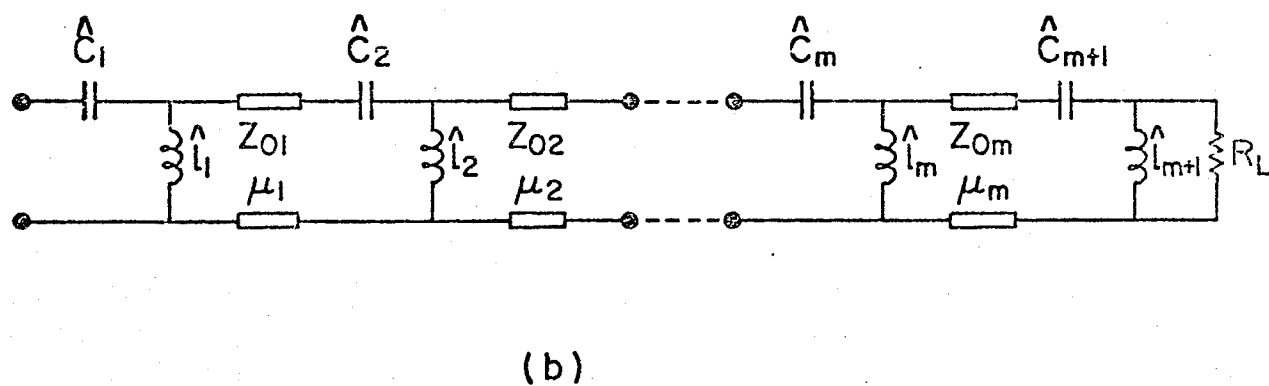 Ĉ1 Ĉ2 Ĉm Ĉm+1
l̂1 Z01 l̂2 Z02 l̂m Z0m l̂m+1 RL
μ1 μ2 μm
(b)